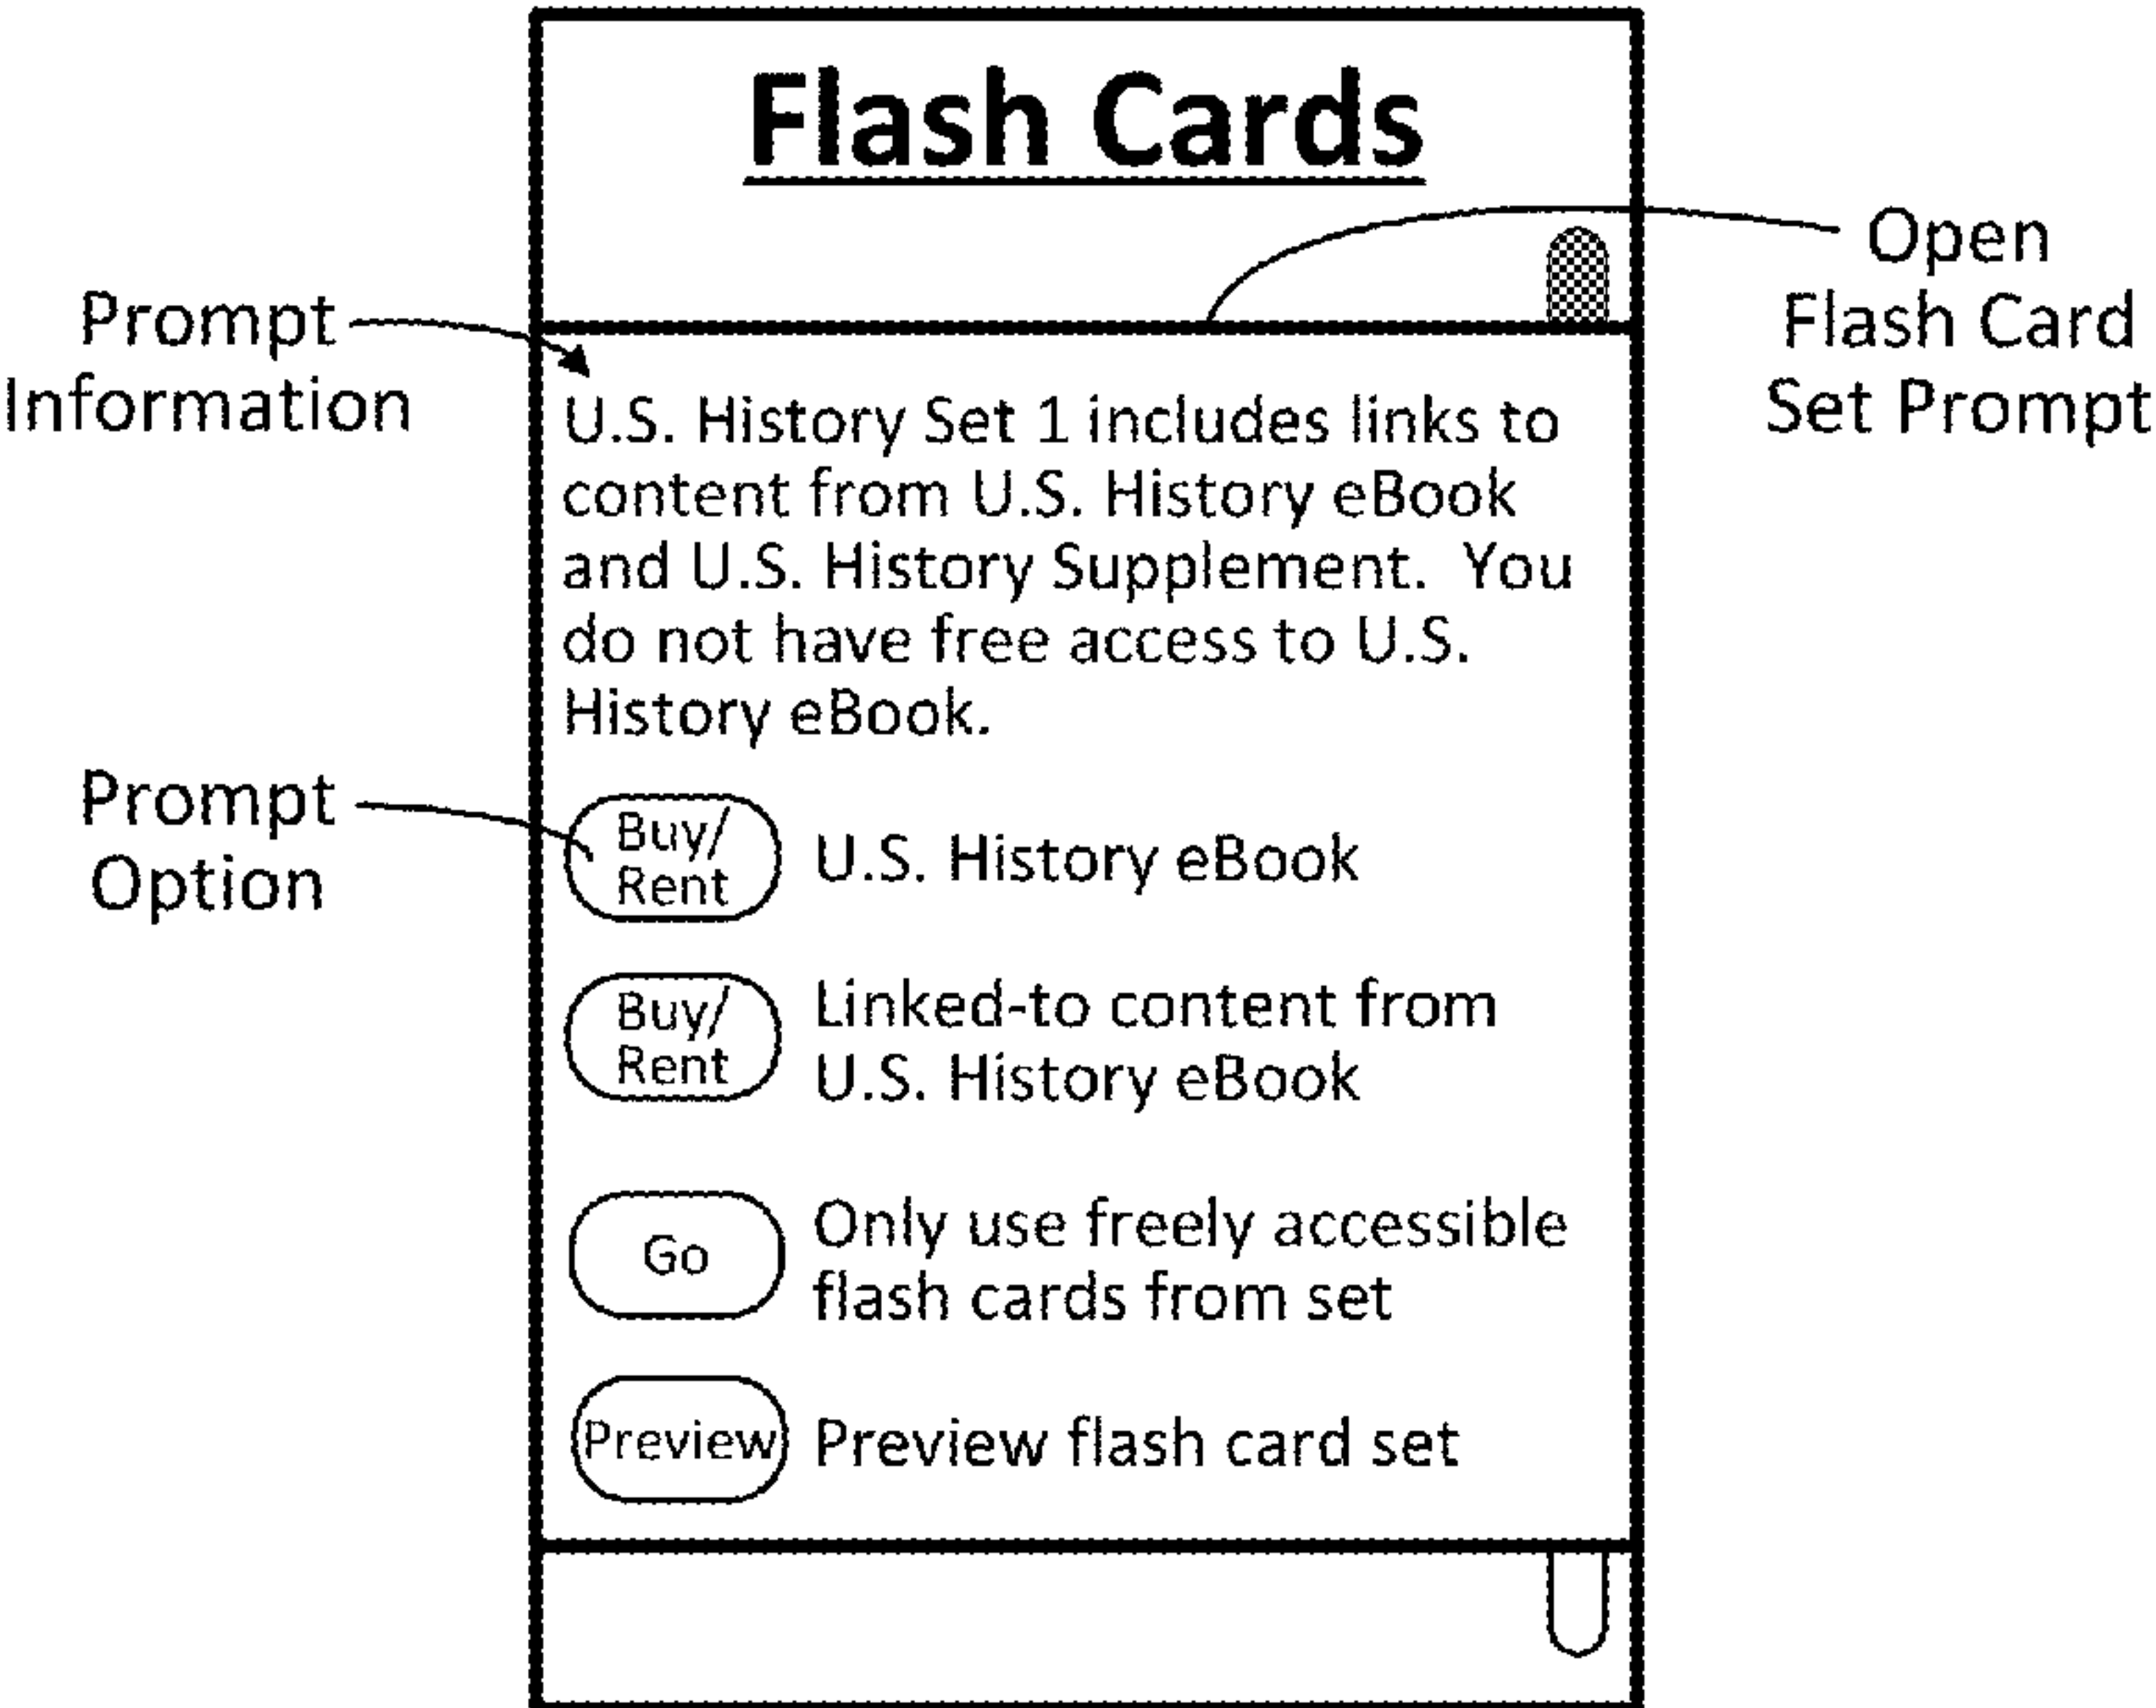 Flash Cards
Open
Flash Card
Set Prompt
Prompt
Information
U.S. History Set 1 includes links to
content from U.S. History eBook
and U.S. History Supplement. You
do not have free access to U.S.
History eBook.
Prompt
Option
Buy/
Rent
U.S. History eBook
Buy/
Rent
Linked-to content from
U.S. History eBook
Go
Only use freely accessible
flash cards from set
Preview
Preview flash card set